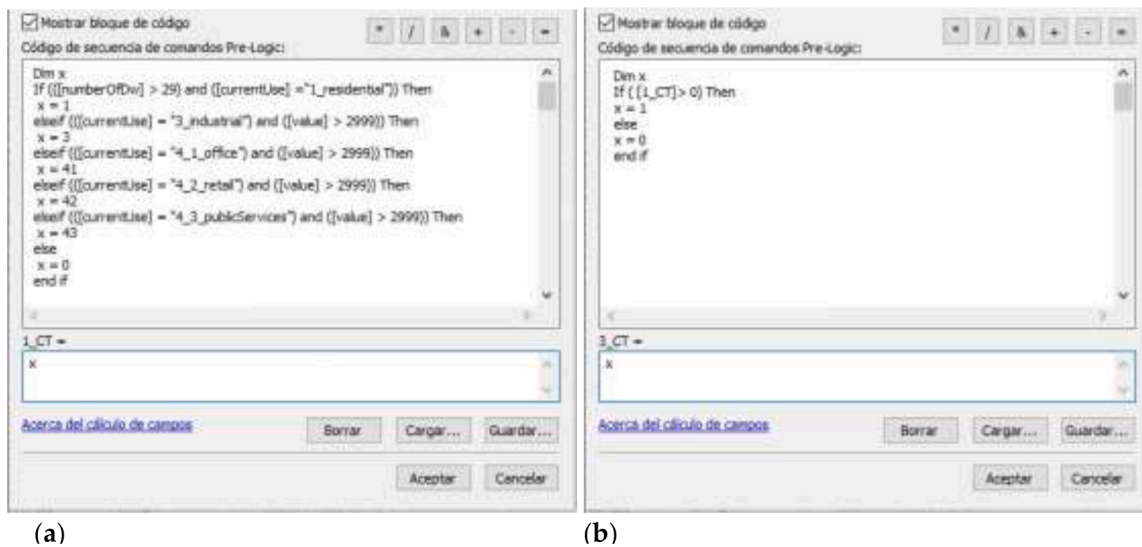 Mostrar bloque de código
* / & + - =
Código de secuencia de comandos Pre-Logic:
Dim x
If (([numberOfDw] > 29) and ([currentUse] ="1_residential")) Then
x = 1
elseif (([currentUse] = "3_industrial") and ([value] > 2999)) Then
x = 3
elseif (([currentUse] = "4_1_office") and ([value] > 2999)) Then
x = 41
elseif (([currentUse] = "4_2_retail") and ([value] > 2999)) Then
x = 42
elseif (([currentUse] = "4_3_publicServices") and ([value] > 2999)) Then
x = 43
else
x = 0
end if
1_CT =
x
Acerca del cálculo de campos
Borrar Cargar... Guardar...
Aceptar Cancelar
(a)
Mostrar bloque de código
* / & + - =
Código de secuencia de comandos Pre-Logic:
Dim x
If ( [1_CT]> 0) Then
x = 1
else
x = 0
end if
3_CT =
x
Acerca del cálculo de campos
Borrar Cargar... Guardar...
Aceptar Cancelar
(b)